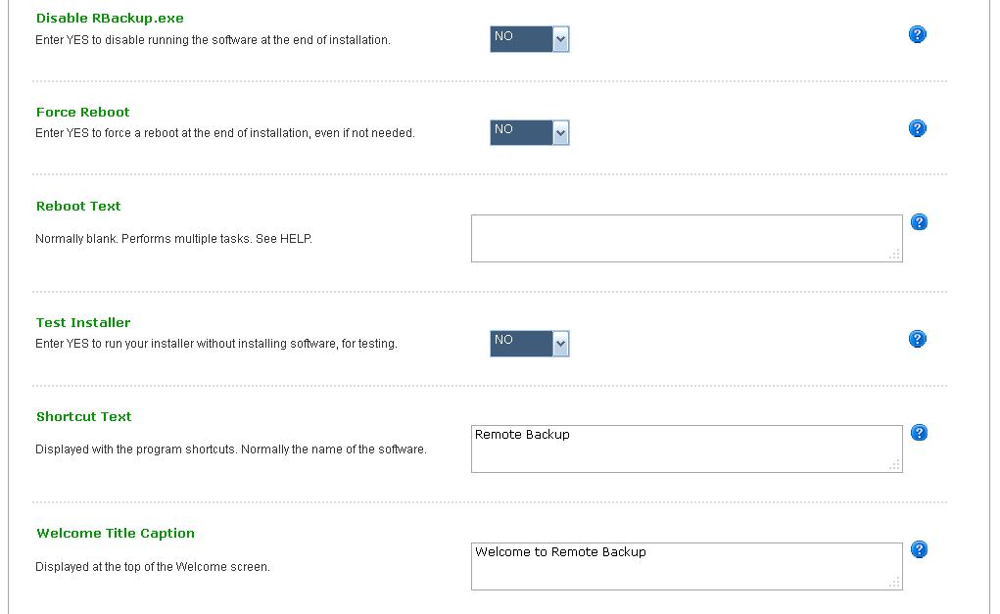 Disable RBackup.exe
Enter YES to disable running the software at the end of installation.
NO
?
Force Reboot
Enter YES to force a reboot at the end of installation, even if not needed.
NO
?
Reboot Text
Normally blank. Performs multiple tasks. See HELP.
?
Test Installer
Enter YES to run your installer without installing software, for testing.
NO
?
Shortcut Text
Displayed with the program shortcuts. Normally the name of the software.
Remote Backup
?
Welcome Title Caption
Displayed at the top of the Welcome screen.
Welcome to Remote Backup
?